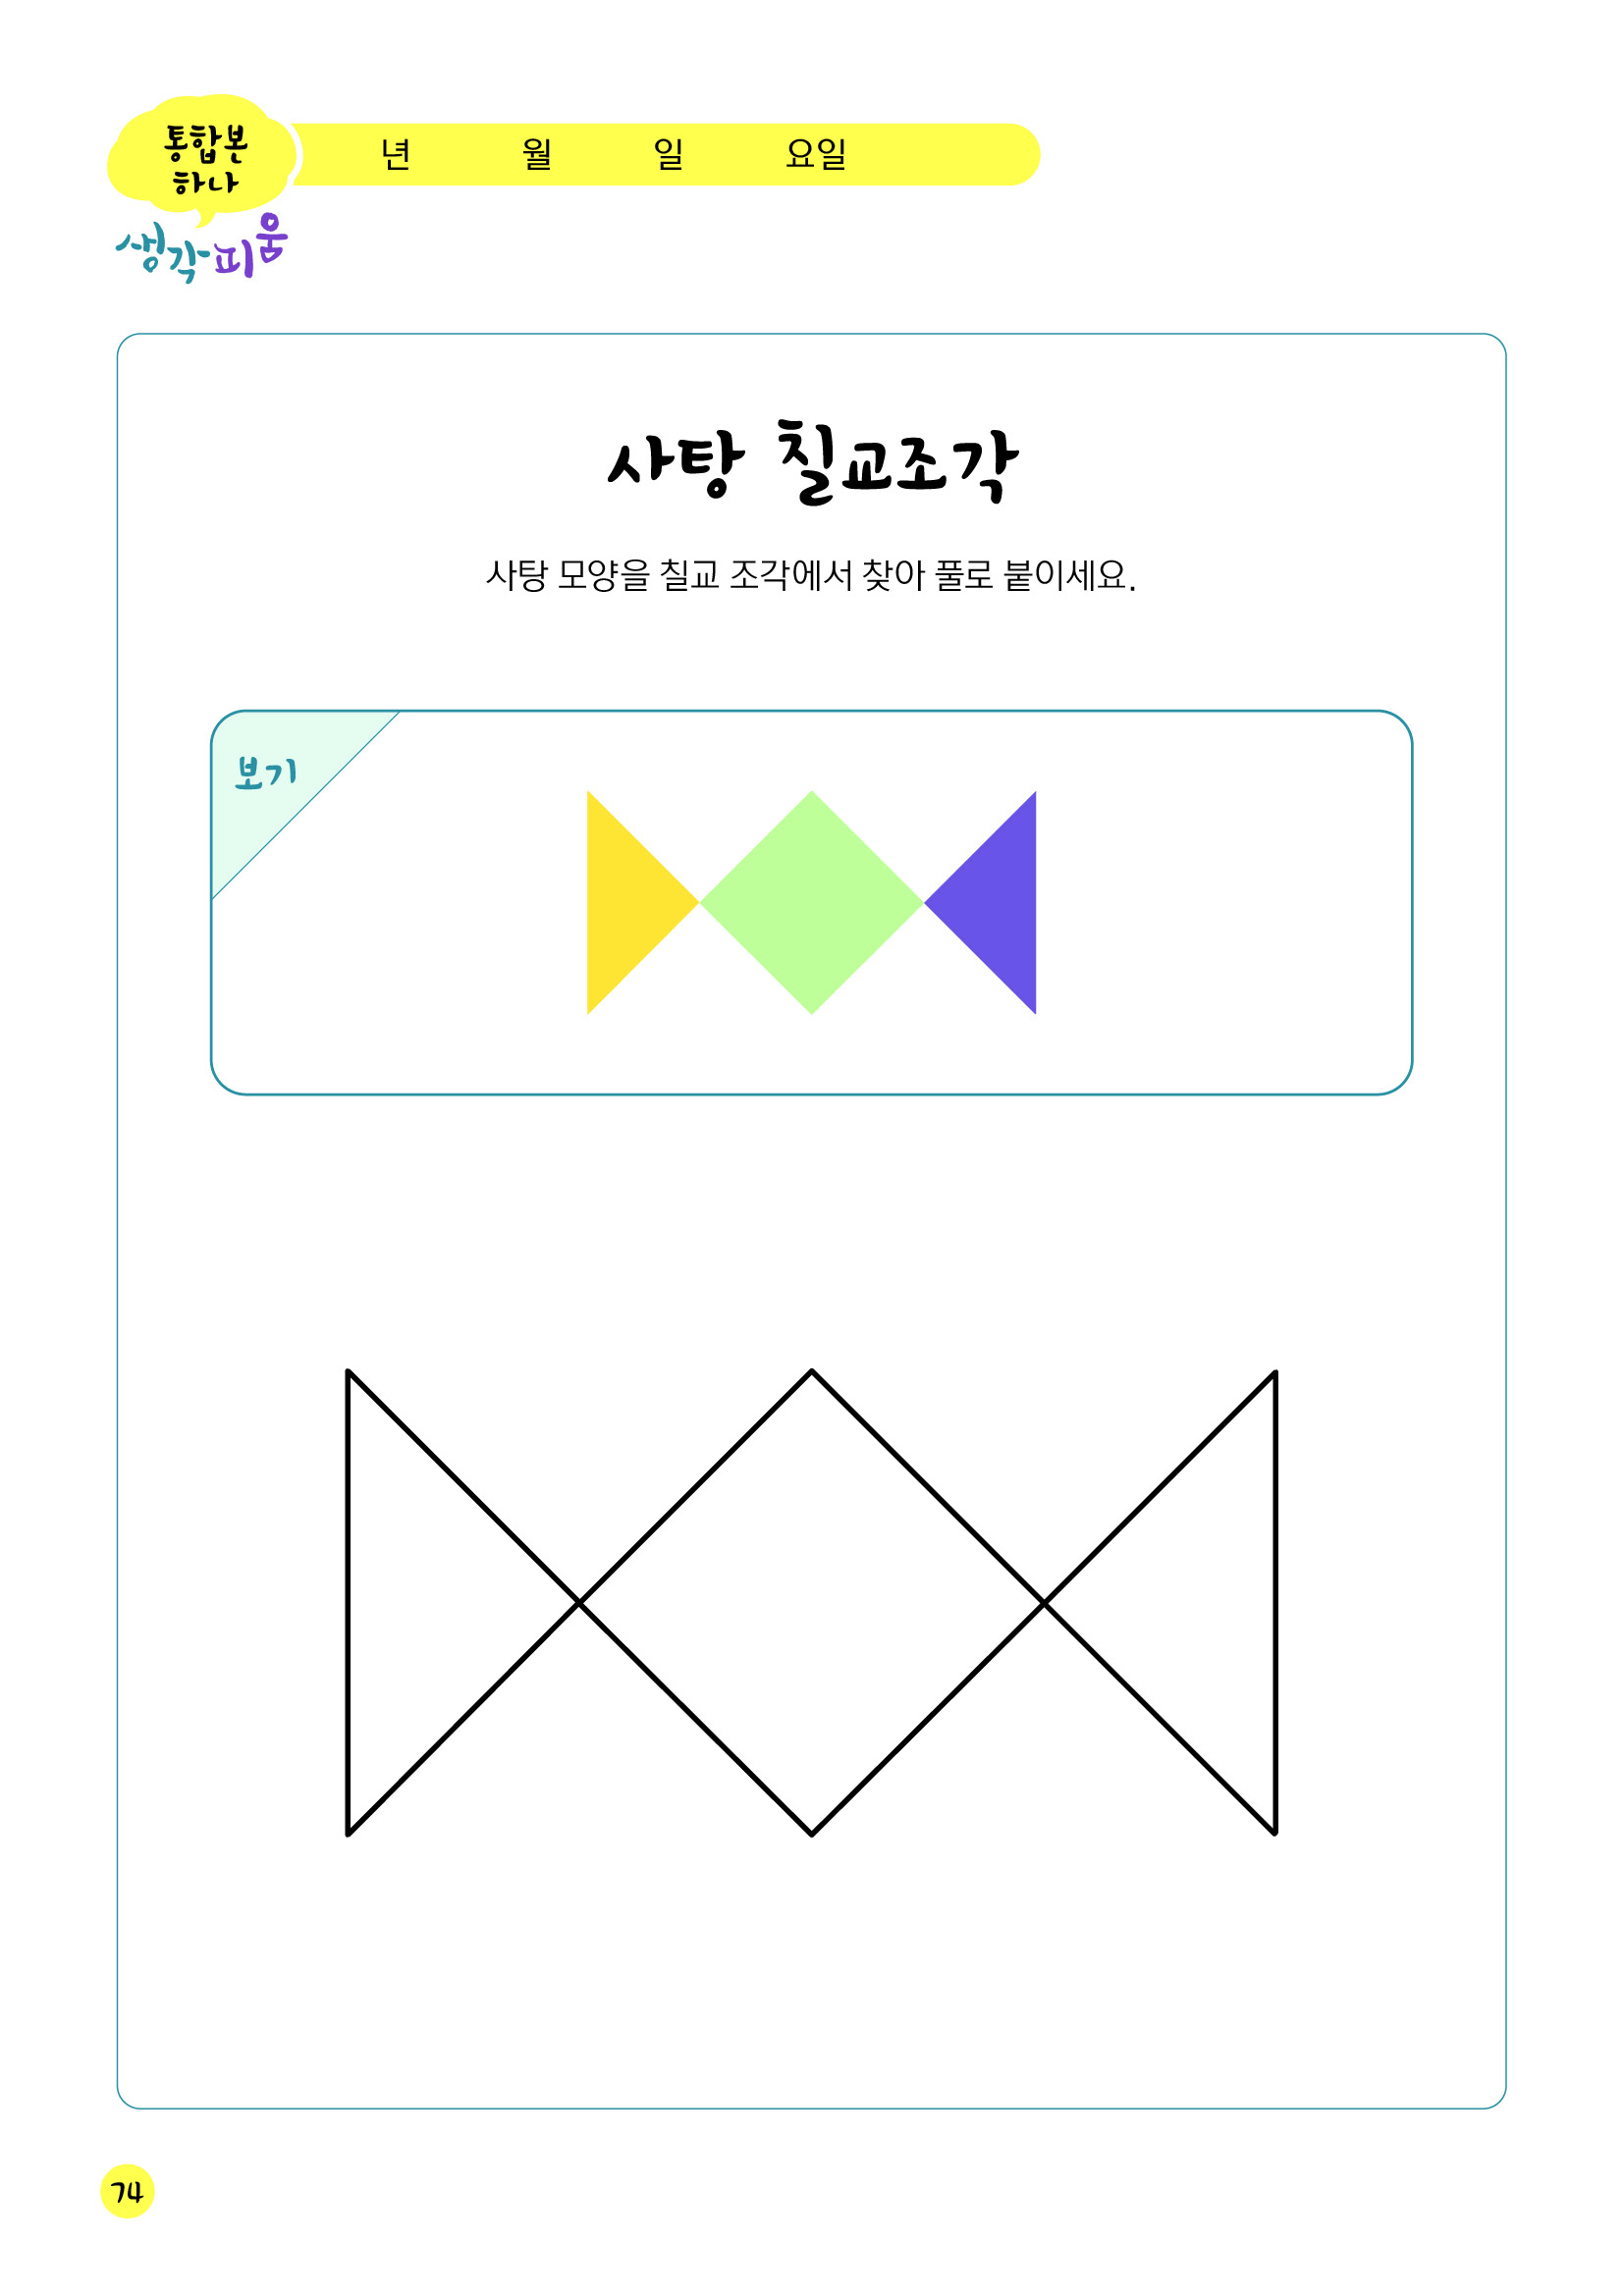 통합본
하나
생각피움
년 월 일 요일
사탕 칠교조각
사탕 모양을 칠교 조각에서 찾아 풀로 붙이세요.
보기
74